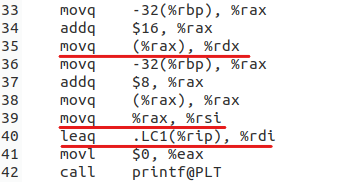 33 movq -32(%rbp), %rax
34 addq $16, %rax
35 movq (%rax), %rdx
36 movq -32(%rbp), %rax
37 addq $8, %rax
38 movq (%rax), %rax
39 movq %rax, %rsi
40 leaq .LC1(%rip), %rdi
41 movl $0, %eax
42 call printf@PLT